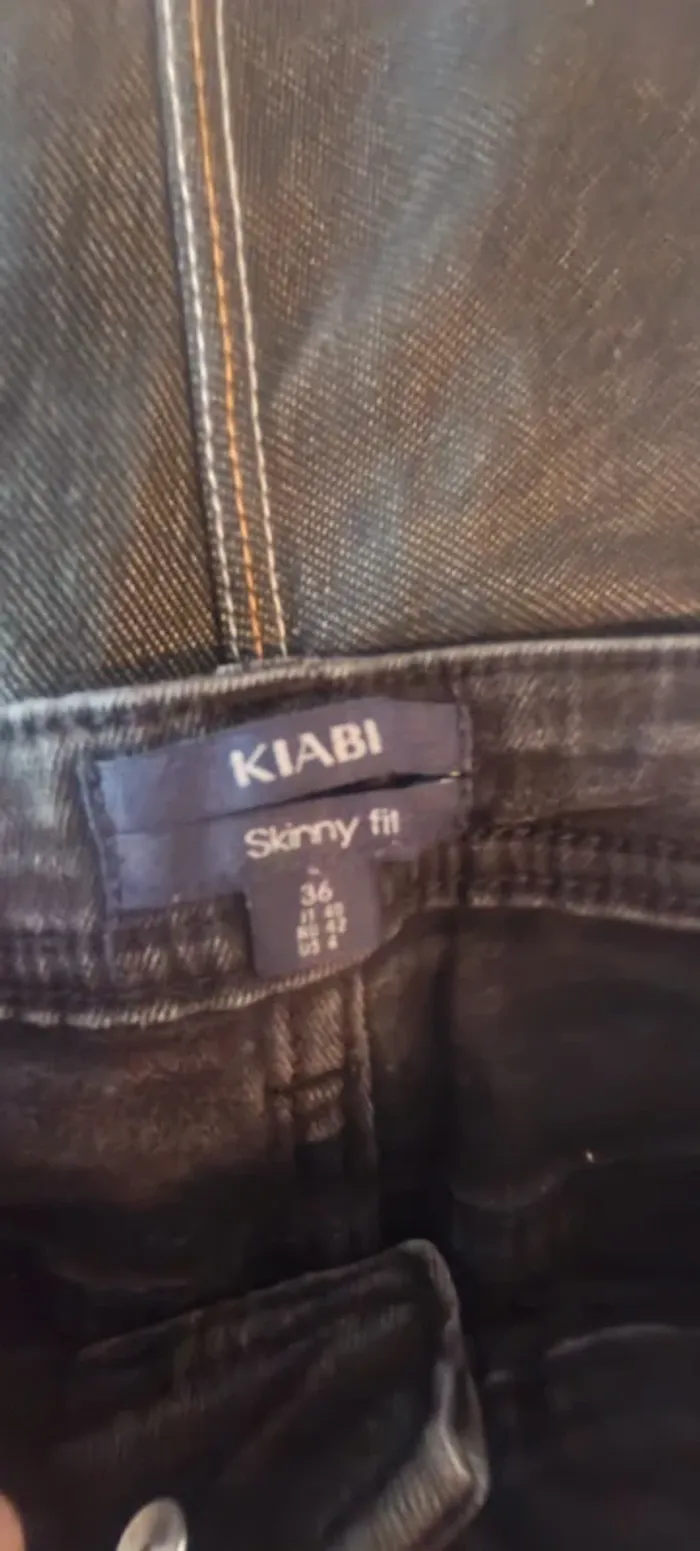 KIABI
Skinny fit
36
IT 40
RU 42
US 4